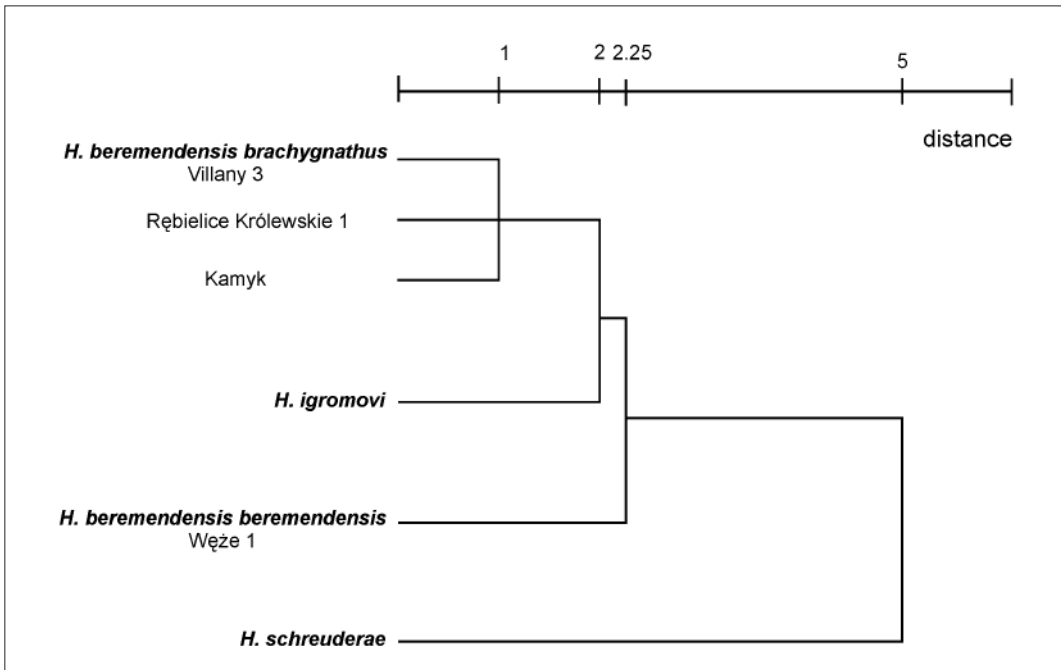 1 2 2.25 5
distance
H. beremendensis brachygnathus
Villany 3
Rębielice Królewskie 1
Kamyk
H. igromovi
H. beremendensis beremendensis
Węże 1
H. schreuderae